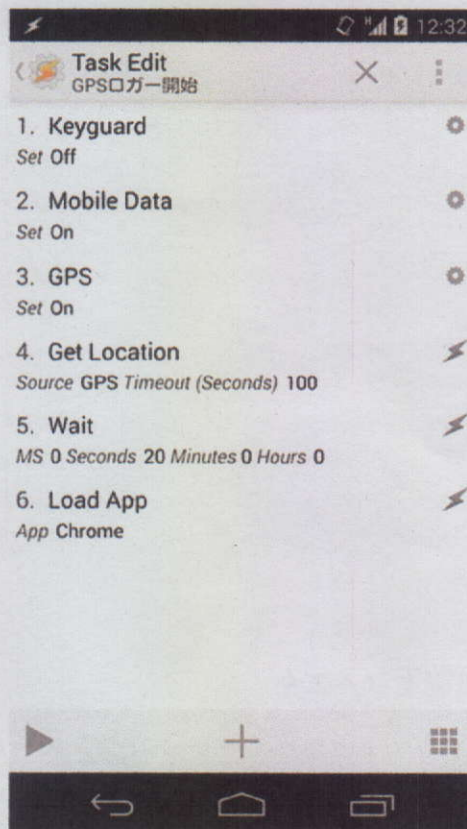 12:32
Task Edit
GPSロガー開始
1. Keyguard
Set Off
2. Mobile Data
Set On
3. GPS
Set On
4. Get Location
Source GPS Timeout (Seconds) 100
5. Wait
MS 0 Seconds 20 Minutes 0 Hours 0
6. Load App
App Chrome